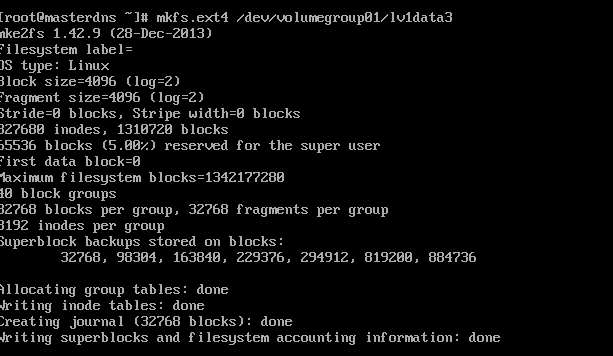 [root@masterdns ~]# mkfs.ext4 /dev/volumegroup01/lv1data3
mke2fs 1.42.9 (28-Dec-2013)
Filesystem label=
OS type: Linux
Block size=4096 (log=2)
Fragment size=4096 (log=2)
Stride=0 blocks, Stripe width=0 blocks
327680 inodes, 1310720 blocks
65536 blocks (5.00%) reserved for the super user
First data block=0
Maximum filesystem blocks=1342177280
40 block groups
32768 blocks per group, 32768 fragments per group
8192 inodes per group
Superblock backups stored on blocks:
32768, 98304, 163840, 229376, 294912, 819200, 884736
Allocating group tables: done
Writing inode tables: done
Creating journal (32768 blocks): done
Writing superblocks and filesystem accounting information: done